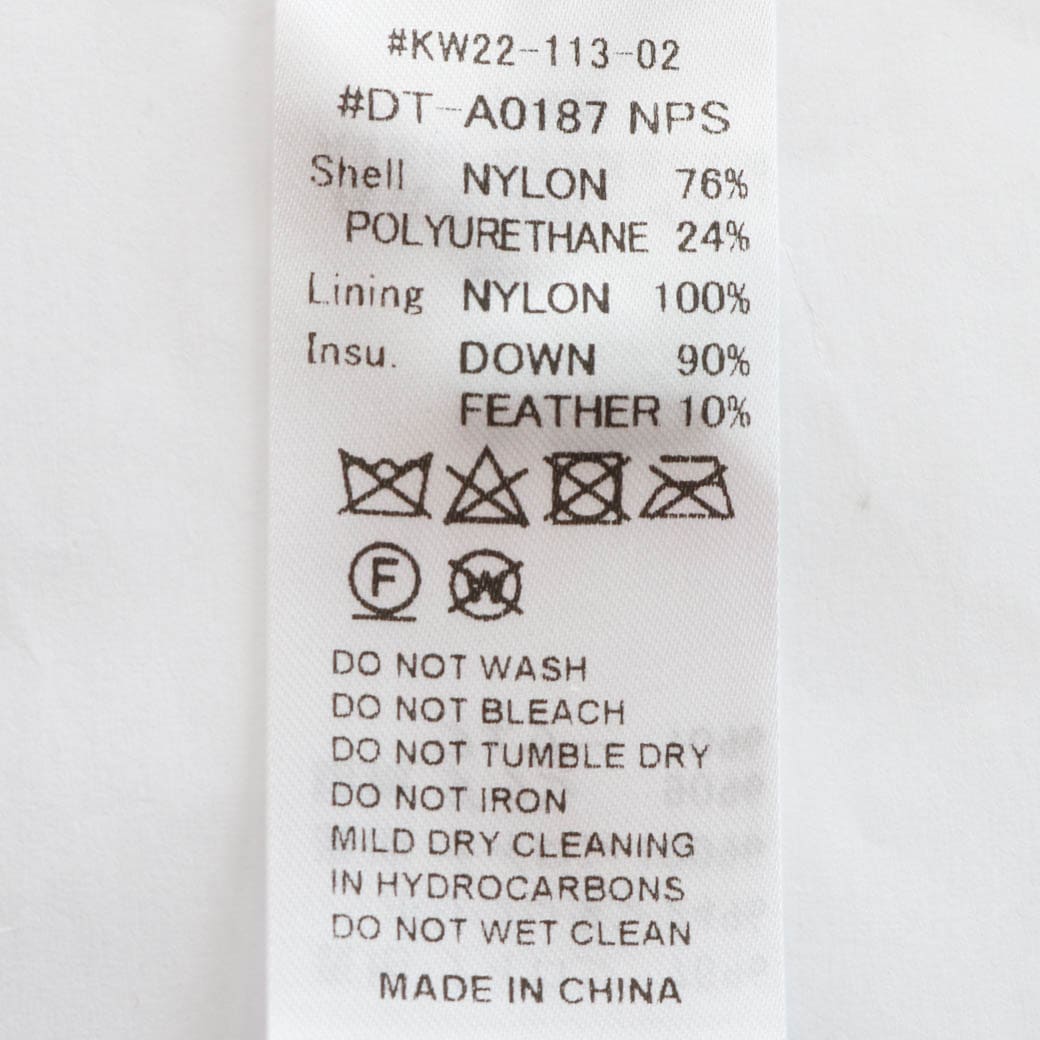 #KW22-113-02
#DT-A0187 NPS
Shell NYLON 76%
POLYURETHANE 24%
Lining NYLON 100%
Insu. DOWN 90%
FEATHER 10%
F W
DO NOT WASH
DO NOT BLEACH
DO NOT TUMBLE DRY
DO NOT IRON
MILD DRY CLEANING
IN HYDROCARBONS
DO NOT WET CLEAN
MADE IN CHINA